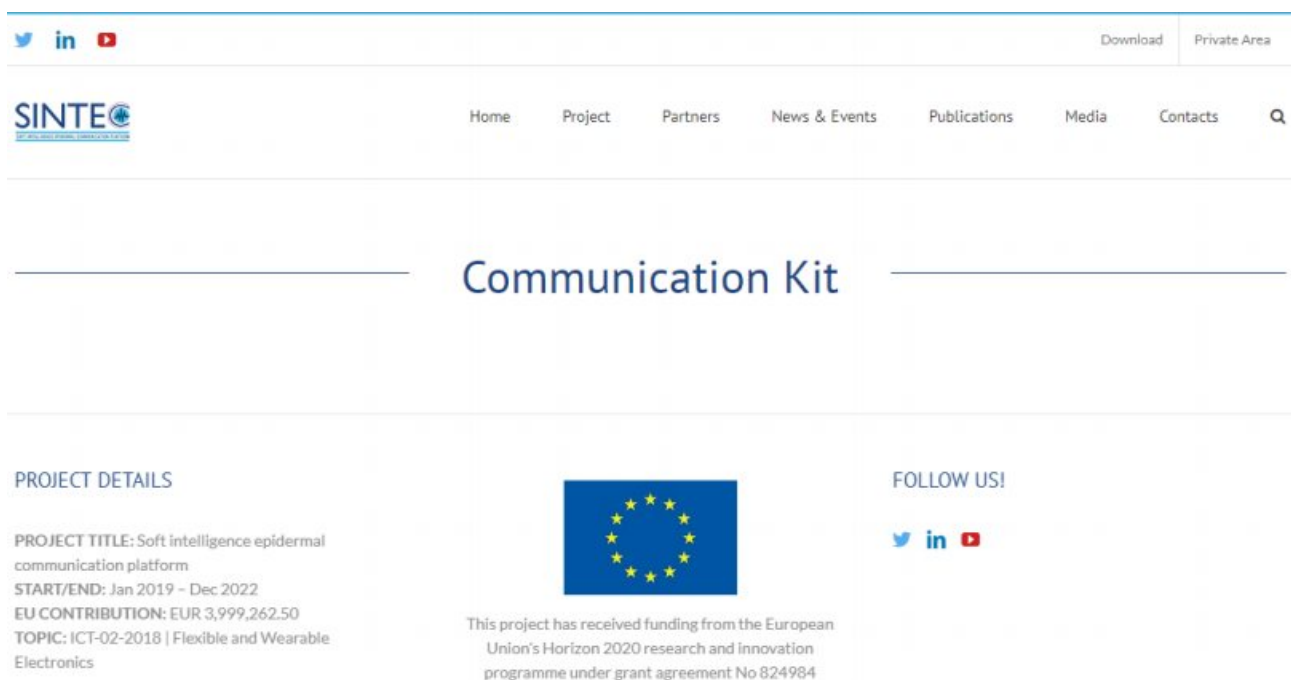 Download Private Area
SINTEC
Home Project Partners News & Events Publications Media Contacts
Communication Kit
PROJECT DETAILS
PROJECT TITLE: Soft intelligence epidermal
communication platform
START/END: Jan 2019 – Dec 2022
EU CONTRIBUTION: EUR 3,999,262.50
TOPIC: ICT-02-2018 | Flexible and Wearable
Electronics
This project has received funding from the European
Union's Horizon 2020 research and innovation
programme under grant agreement No 824984
FOLLOW US!